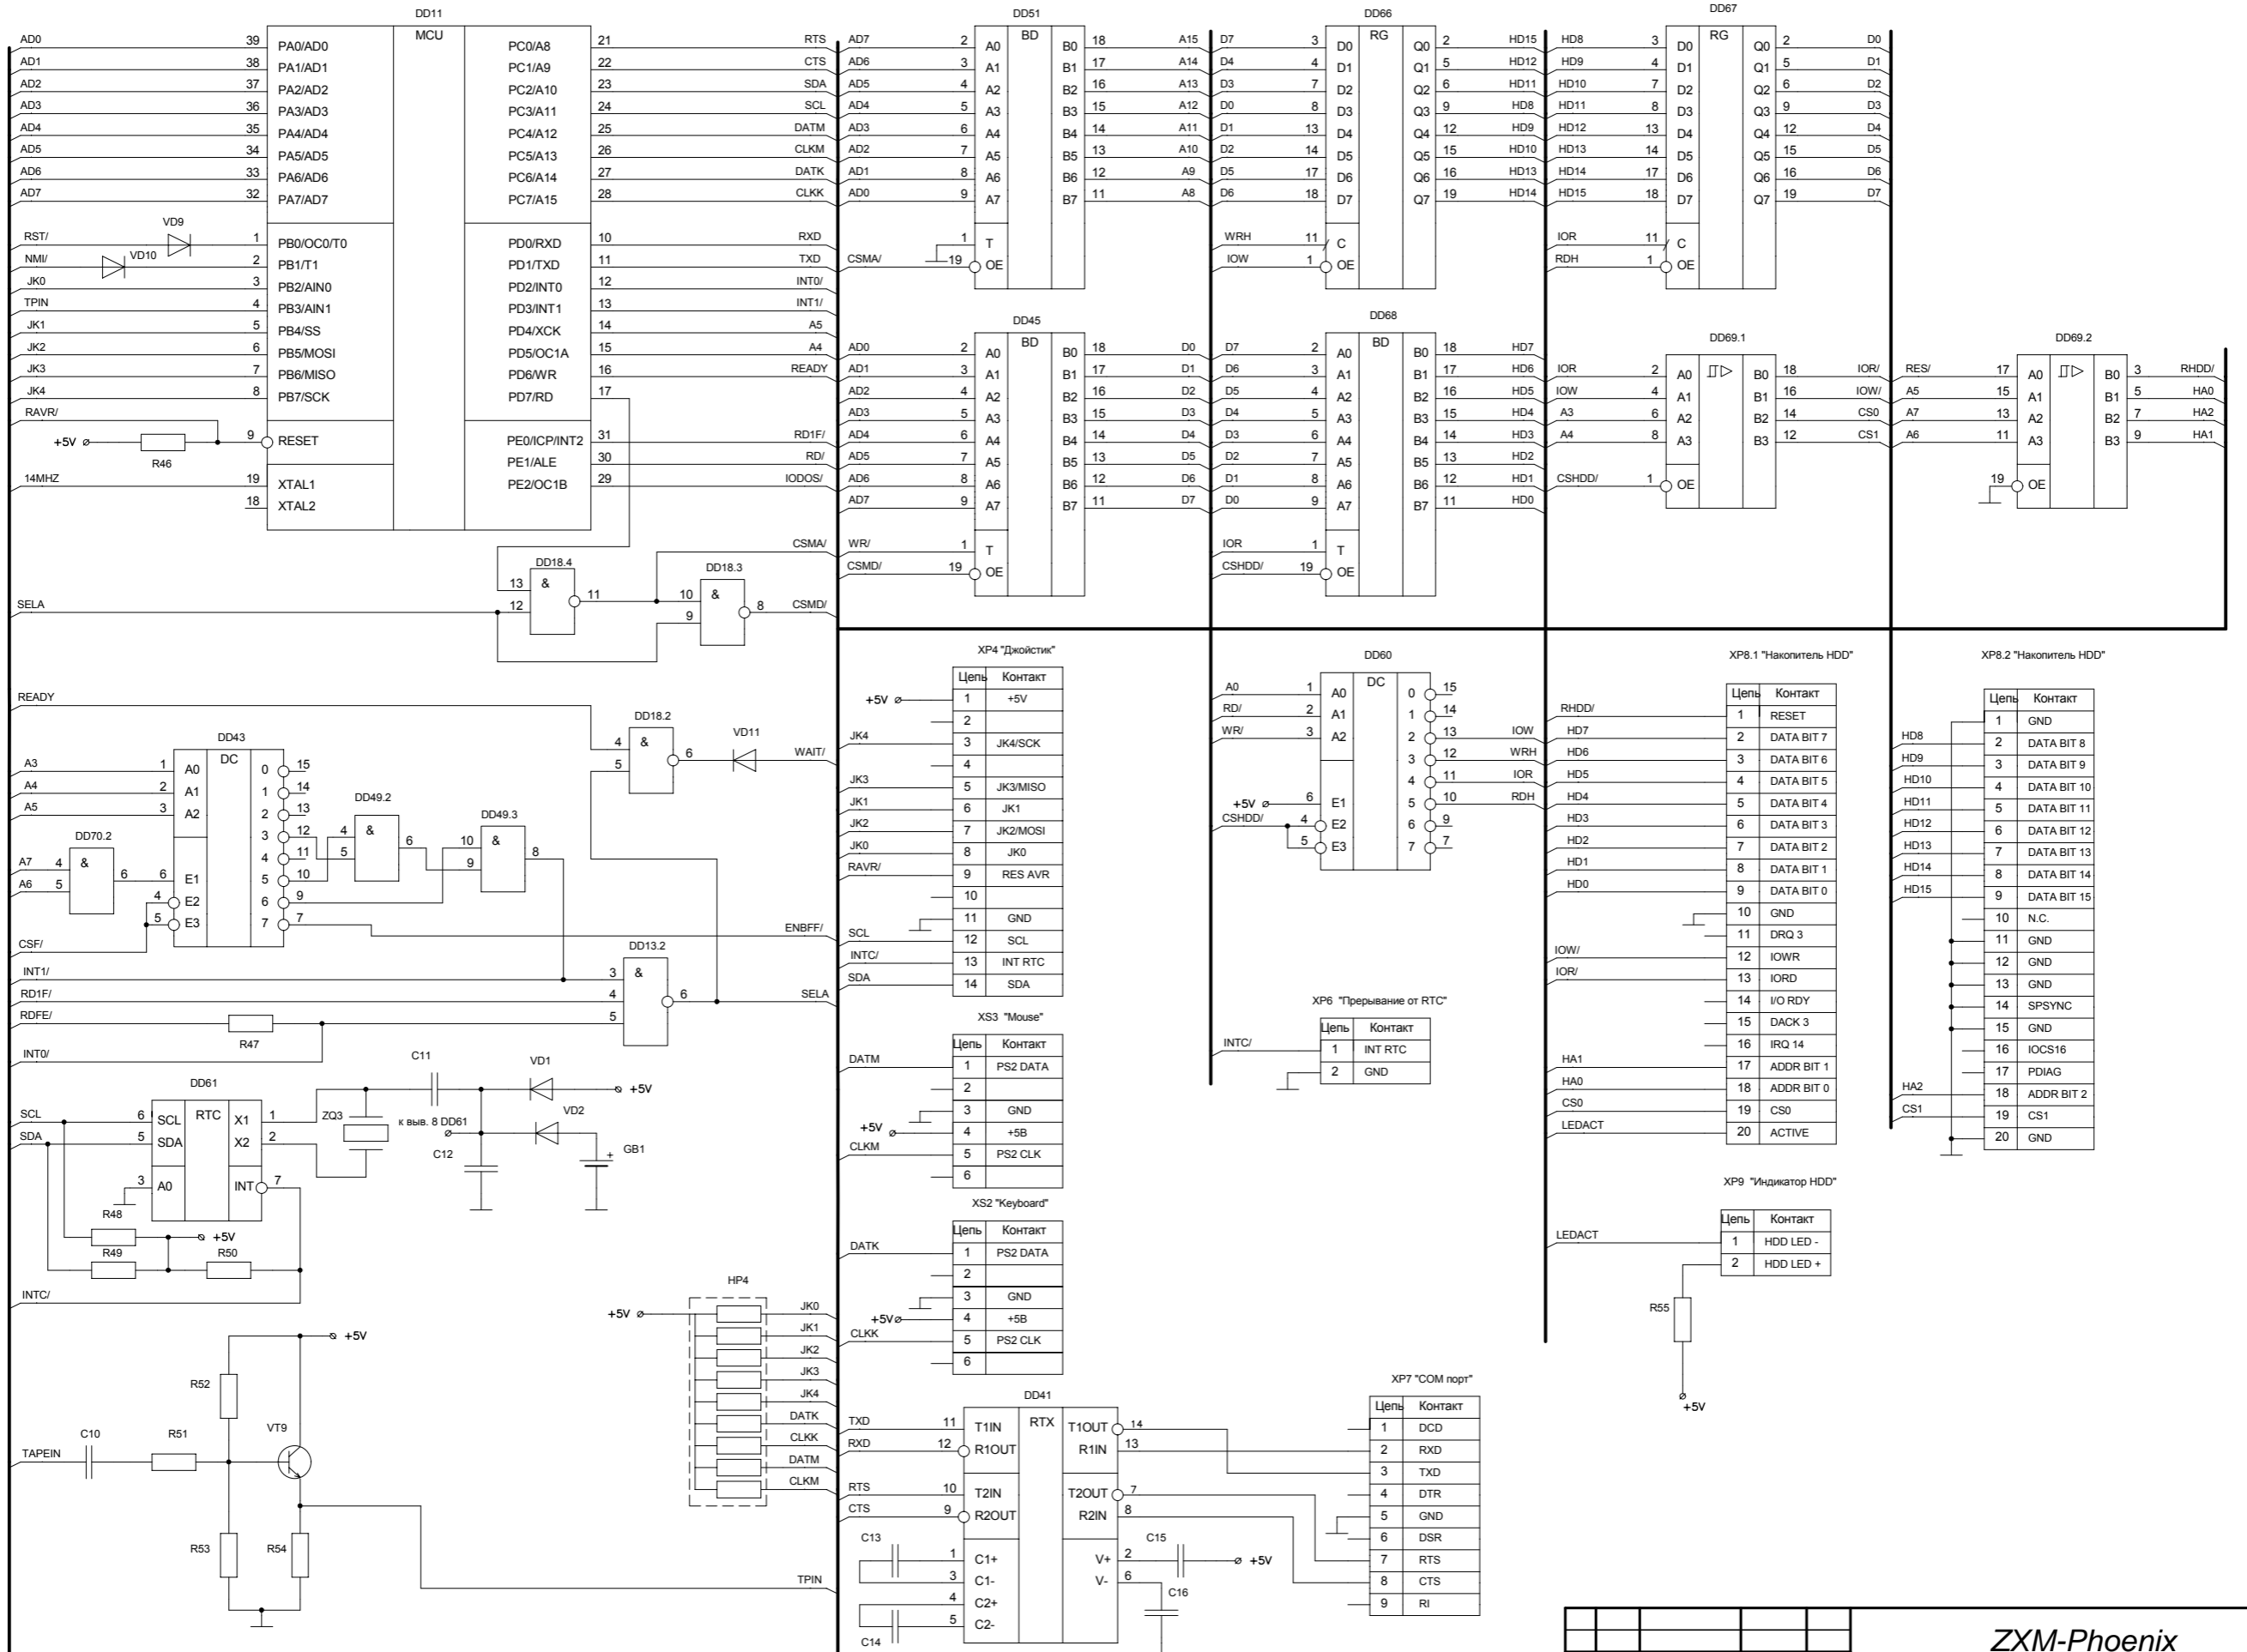 DD11
MCU
AD0 39 PA0/AD0 PC0/A8 21 RTS
AD1 38 PA1/AD1 PC1/A9 22 CTS
AD2 37 PA2/AD2 PC2/A10 23 SDA
AD3 36 PA3/AD3 PC3/A11 24 SCL
AD4 35 PA4/AD4 PC4/A12 25 DATM
AD5 34 PA5/AD5 PC5/A13 26 CLKM
AD6 33 PA6/AD6 PC6/A14 27 DATK
AD7 32 PA7/AD7 PC7/A15 28 CLKK
RST/ VD9 1 PB0/OC0/T0 PD0/RXD 10 RXD
NMI/ VD10 2 PB1/T1 PD1/TXD 11 TXD
JK0 3 PB2/AIN0 PD2/INT0 12 INT0/
TPIN 4 PB3/AIN1 PD3/INT1 13 INT1/
JK1 5 PB4/SS PD4/XCK 14 A5
JK2 6 PB5/MOSI PD5/OC1A 15 A4
JK3 7 PB6/MISO PD6/WR 16 READY
JK4 8 PB7/SCK PD7/RD 17
RAVR/
+5V R46 9 RESET PE0/ICP/INT2 31 RD1F/
PE1/ALE 30 RD/
14MHZ 19 XTAL1 PE2/OC1B 29 IODOS/
18 XTAL2
DD51
BD
AD7 2 A0 B0 18 A15
AD6 3 A1 B1 17 A14
AD5 4 A2 B2 16 A13
AD4 5 A3 B3 15 A12
AD3 6 A4 B4 14 A11
AD2 7 A5 B5 13 A10
AD1 8 A6 B6 12 A9
AD0 9 A7 B7 11 A8
1 T
CSMA/ 19 OE
DD66
RG
D7 3 D0 Q0 2 HD15
D4 4 D1 Q1 5 HD12
D3 7 D2 Q2 6 HD11
D0 8 D3 Q3 9 HD8
D1 13 D4 Q4 12 HD9
D2 14 D5 Q5 15 HD10
D5 17 D6 Q6 16 HD13
D6 18 D7 Q7 19 HD14
WRH 11 C
IOW 1 OE
DD67
RG
HD8 3 D0 Q0 2 D0
HD9 4 D1 Q1 5 D1
HD10 7 D2 Q2 6 D2
HD11 8 D3 Q3 9 D3
HD12 13 D4 Q4 12 D4
HD13 14 D5 Q5 15 D5
HD14 17 D6 Q6 16 D6
HD15 18 D7 Q7 19 D7
IOR 11 C
RDH 1 OE
DD45
BD
AD0 2 A0 B0 18 D0
AD1 3 A1 B1 17 D1
AD2 4 A2 B2 16 D2
AD3 5 A3 B3 15 D3
AD4 6 A4 B4 14 D4
AD5 7 A5 B5 13 D5
AD6 8 A6 B6 12 D6
AD7 9 A7 B7 11 D7
WR/ 1 T
CSMD/ 19 OE
DD68
BD
D7 2 A0 B0 18 HD7
D6 3 A1 B1 17 HD6
D5 4 A2 B2 16 HD5
D4 5 A3 B3 15 HD4
D3 6 A4 B4 14 HD3
D2 7 A5 B5 13 HD2
D1 8 A6 B6 12 HD1
D0 9 A7 B7 11 HD0
IOR 1 T
CSHDD/ 19 OE
DD69.1
IOR 2 A0 B0 18 IOR/
IOW 4 A1 B1 16 IOW/
A3 6 A2 B2 14 CS0
A4 8 A3 B3 12 CS1
CSHDD/ 1 OE
DD69.2
RES/ 17 A0 B0 3 RHDD/
A5 15 A1 B1 5 HA0
A7 13 A2 B2 7 HA2
A6 11 A3 B3 9 HA1
19 OE
SELA
DD18.4
13 & 12 11
CSMA/
DD18.3
10 & 9 8 CSMD/
READY
DD18.2
4 & 5 6
VD11
WAIT/
DD43
DC
A3 1 A0 0 15
A4 2 A1 1 14
A5 3 A2 2 13
3 12
4 11
5 10
6 E1
4 E2 6 9
5 E3 7 7
ENBFF/
DD70.2
A7 4 &
A6 5 6
CSF/
DD49.2
4 & 5 6
DD49.3
10 & 9 8
DD13.2
INT1/ 3 &
RD1F/ 4 6 SELA
RDFE/ R47 5
INT0/
DD61
RTC
SCL 6 SCL X1 1
SDA 5 SDA X2 2
3 A0 INT 7
ZQ3
C11
VD1
+5V
к выв. 8 DD61
VD2
C12
GB1
+
R48
+5V
R49 R50
INTC/
+5V
R52
VT9
TAPEIN C10 R51
R53
R54
TPIN
HP4
+5V
JK0
JK1
JK2
JK3
JK4
DATK
CLKK
DATM
CLKM
XP4 "Джойстик"
Цепь Контакт
+5V 1 +5V
2
JK4 3 JK4/SCK
4
JK3 5 JK3/MISO
JK1 6 JK1
JK2 7 JK2/MOSI
JK0 8 JK0
RAVR/ 9 RES AVR
10
11 GND
SCL 12 SCL
INTC/ 13 INT RTC
SDA 14 SDA
XS3 "Mouse"
Цепь Контакт
DATM 1 PS2 DATA
2
3 GND
+5V 4 +5B
CLKM 5 PS2 CLK
6
XS2 "Keyboard"
Цепь Контакт
DATK 1 PS2 DATA
2
3 GND
+5V 4 +5B
CLKK 5 PS2 CLK
6
DD41
RTX
TXD 11 T1IN T1OUT 14
RXD 12 R1OUT R1IN 13
RTS 10 T2IN T2OUT 7
CTS 9 R2OUT R2IN 8
C13 1 C1+ V+ 2 C15 +5V
3 C1- V- 6 C16
4 C2+
C14 5 C2-
DD60
DC
A0 1 A0 0 15
RD/ 2 A1 1 14
WR/ 3 A2 2 13 IOW
3 12 WRH
4 11 IOR
+5V 6 E1 5 10 RDH
CSHDD/ 4 E2 6 9
5 E3 7 7
XP6 "Прерывание от RTC"
Цепь Контакт
INTC/ 1 INT RTC
2 GND
XP7 "COM порт"
Цепь Контакт
1 DCD
2 RXD
3 TXD
4 DTR
5 GND
6 DSR
7 RTS
8 CTS
9 RI
XP8.1 "Накопитель HDD"
Цепь Контакт
RHDD/ 1 RESET
HD7 2 DATA BIT 7
HD6 3 DATA BIT 6
HD5 4 DATA BIT 5
HD4 5 DATA BIT 4
HD3 6 DATA BIT 3
HD2 7 DATA BIT 2
HD1 8 DATA BIT 1
HD0 9 DATA BIT 0
10 GND
11 DRQ 3
IOW/ 12 IOWR
IOR/ 13 IORD
14 I/O RDY
15 DACK 3
16 IRQ 14
HA1 17 ADDR BIT 1
HA0 18 ADDR BIT 0
CS0 19 CS0
LEDACT 20 ACTIVE
XP8.2 "Накопитель HDD"
Цепь Контакт
1 GND
HD8 2 DATA BIT 8
HD9 3 DATA BIT 9
HD10 4 DATA BIT 10
HD11 5 DATA BIT 11
HD12 6 DATA BIT 12
HD13 7 DATA BIT 13
HD14 8 DATA BIT 14
HD15 9 DATA BIT 15
10 N.C.
11 GND
12 GND
13 GND
14 SPSYNC
15 GND
16 IOCS16
17 PDIAG
HA2 18 ADDR BIT 2
CS1 19 CS1
20 GND
XP9 "Индикатор HDD"
Цепь Контакт
LEDACT 1 HDD LED -
2 HDD LED +
R55
+5V
ZXM-Phoenix